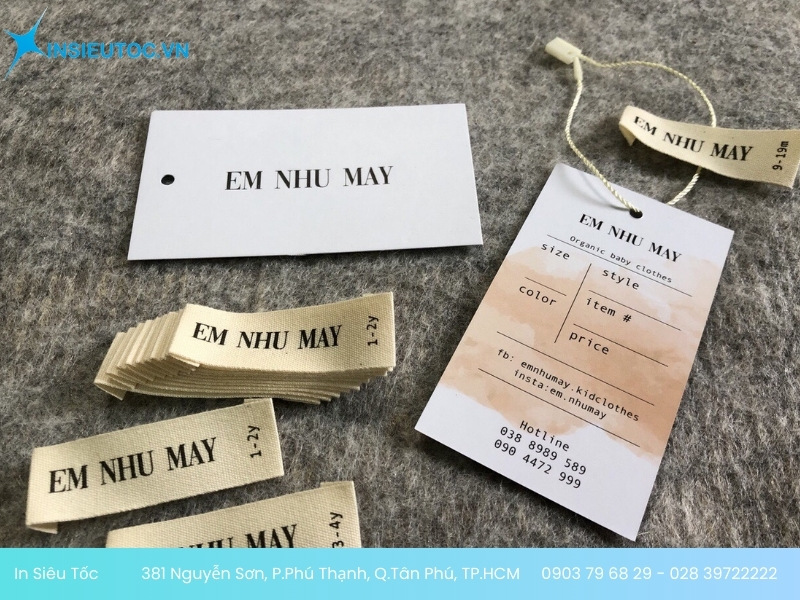 INSIEUTOC.VN
EM NHU MAY
EM NHU MAY
9-19m
EM NHU MAY
Organic baby clothes
size
style
color
item #
price
fb: emnhumay.kidclothes
insta:em.nhumay
Hotline
038 8989 589
090 4472 999
EM NHU MAY
1-2y
EM NHU MAY
1-2y
EM NHU MAY
3-4y
In Siêu Tốc 381 Nguyễn Sơn, P.Phú Thạnh, Q.Tân Phú, TP.HCM 0903 79 68 29 - 028 39722222